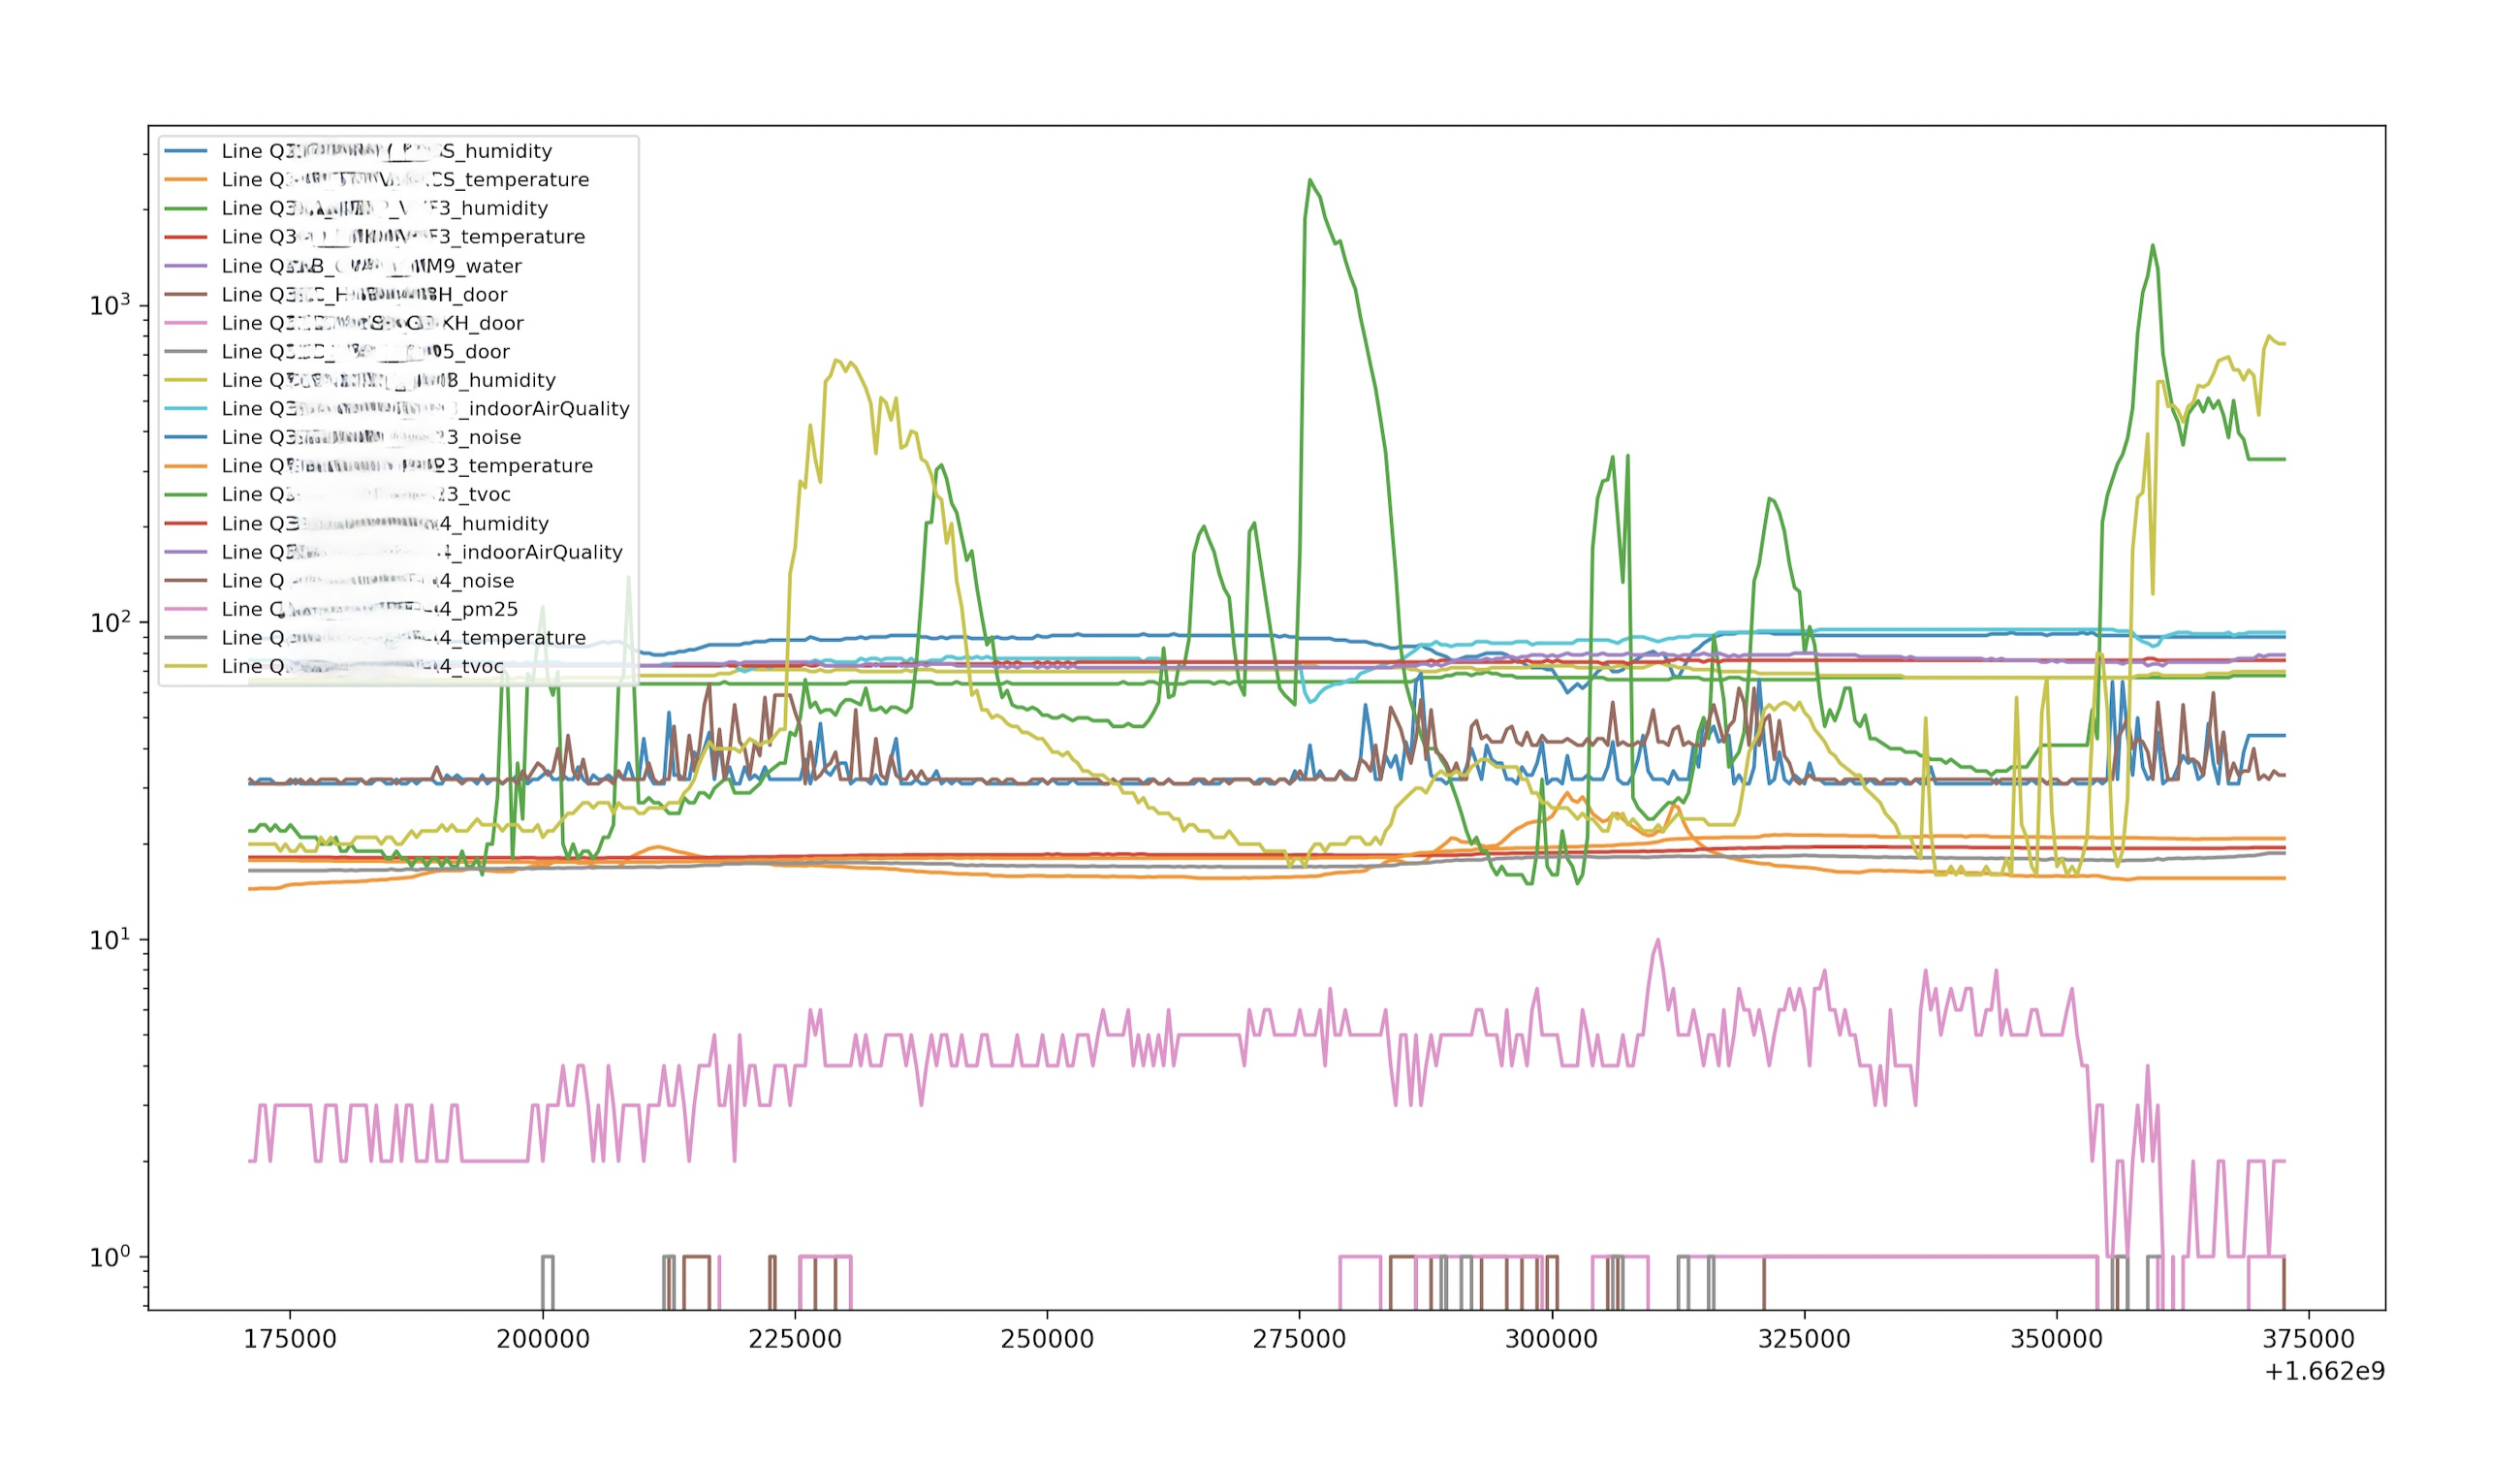 Line Q3 S_humidity
Line Q3 CS_temperature
Line Q3 F3_humidity
Line Q3 F3_temperature
Line Q M9_water
Line Q3 H_door
Line Q3 KH_door
Line Q3 5_door
Line Q B_humidity
Line Q3 _indoorAirQuality
Line Q3 3_noise
Line Q 23_temperature
Line Q3 23_tvoc
Line Q3 4_humidity
Line Q3 _indoorAirQuality
Line Q 4_noise
Line 4_pm25
Line Q 4_temperature
Line Q 4_tvoc
10³
10²
10¹
10⁰
175000 200000 225000 250000 275000 300000 325000 350000 375000
+1.662e9